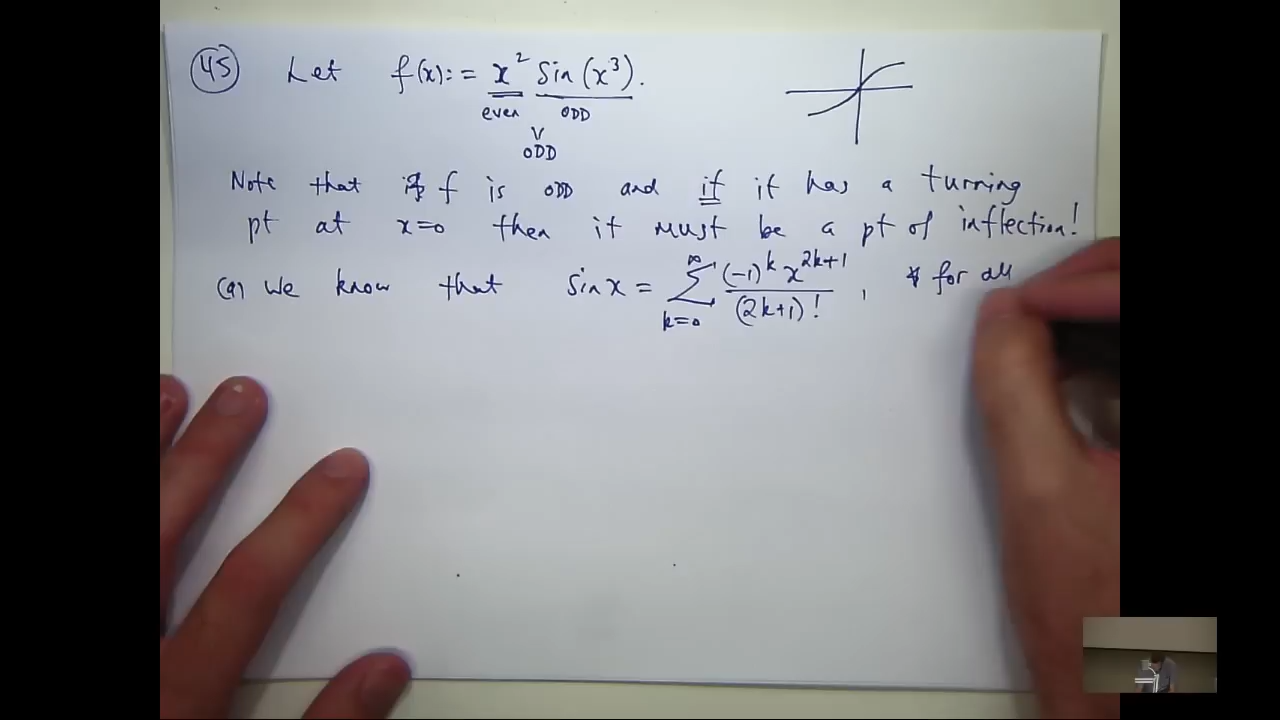 45 Let f(x) := x² Sin(x³).
even ODD
ODD
Note that if f is ODD and if it has a turning
pt at x=0 then it must be a pt of inflection!
(a) We know that sin x = ∑_{k=0}^{∞} (-1)^k x^{2k+1} / (2k+1)! , for all